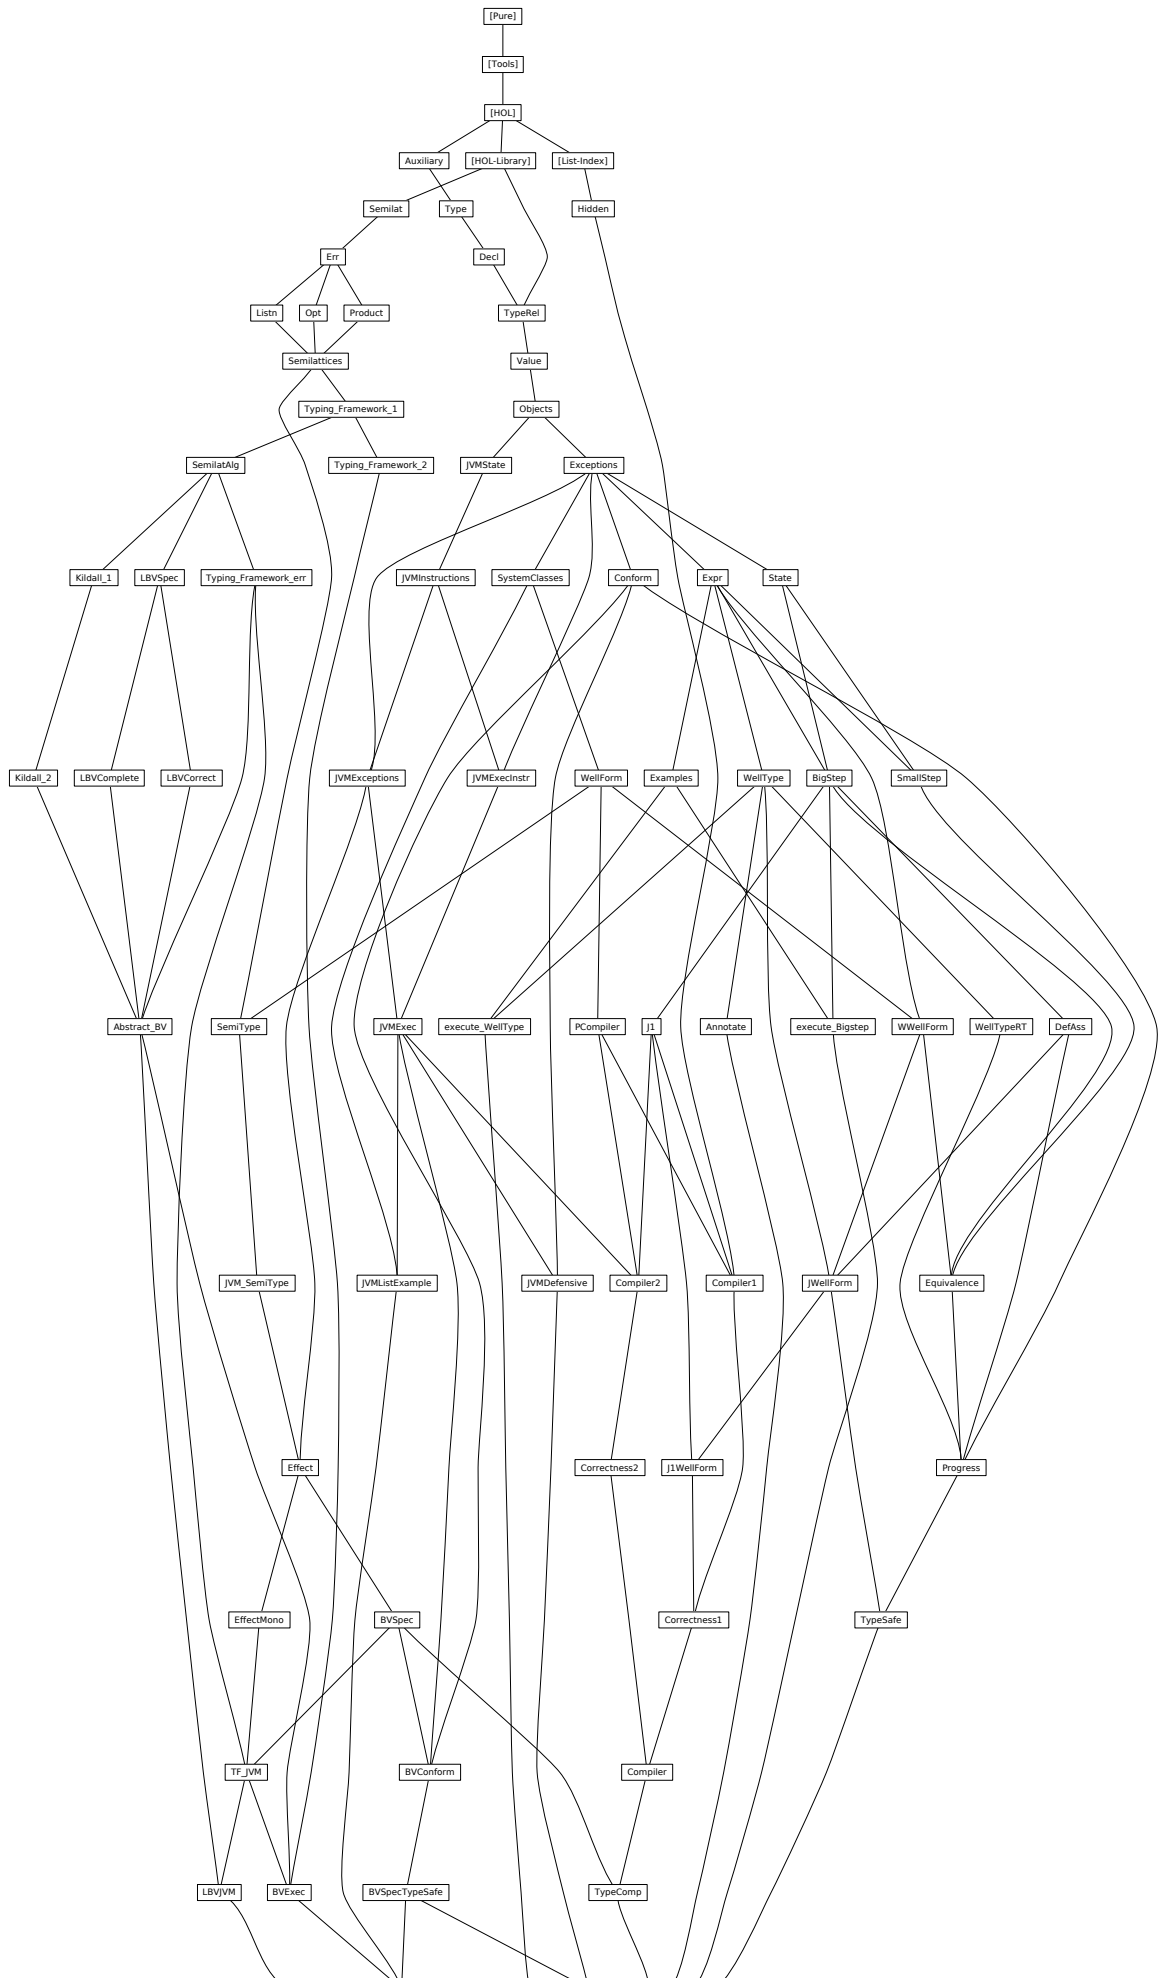 [Pure]
[Tools]
[HOL]
Auxiliary
[HOL-Library]
[List-Index]
Semilat
Type
Hidden
Err
Decl
Listn
Opt
Product
TypeRel
Semilattices
Value
Typing_Framework_1
Objects
SemilatAlg
Typing_Framework_2
JVMState
Exceptions
Kildall_1
LBVSpec
Typing_Framework_err
JVMInstructions
SystemClasses
Conform
Expr
State
Kildall_2
LBVComplete
LBVCorrect
JVMExceptions
JVMExecInstr
WellForm
Examples
WellType
BigStep
SmallStep
Abstract_BV
SemiType
JVMExec
execute_WellType
PCompiler
J1
Annotate
execute_Bigstep
WWellForm
WellTypeRT
DefAss
JVM_SemiType
JVMListExample
JVMDefensive
Compiler2
Compiler1
JWellForm
Equivalence
Effect
Correctness2
J1WellForm
Progress
EffectMono
BVSpec
Correctness1
TypeSafe
TF_JVM
BVConform
Compiler
LBVJVM
BVExec
BVSpecTypeSafe
TypeComp